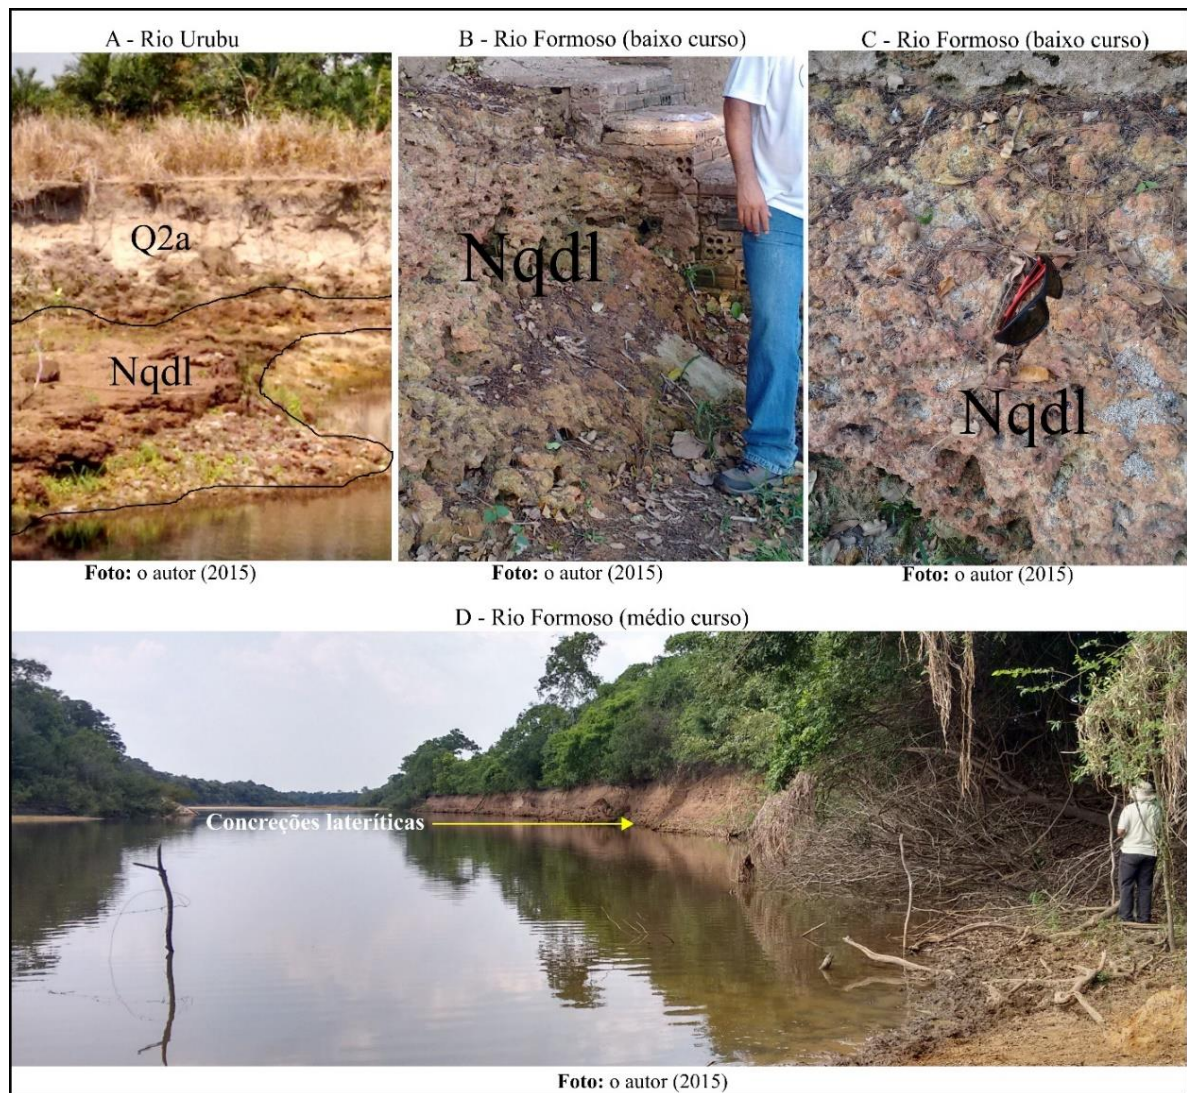 A - Rio Urubu
B - Rio Formoso (baixo curso)
C - Rio Formoso (baixo curso)
Q2a
Nqdl
Nqdl
Nqdl
Foto: o autor (2015)
Foto: o autor (2015)
Foto: o autor (2015)
D - Rio Formoso (médio curso)
Concreções lateríticas
Foto: o autor (2015)